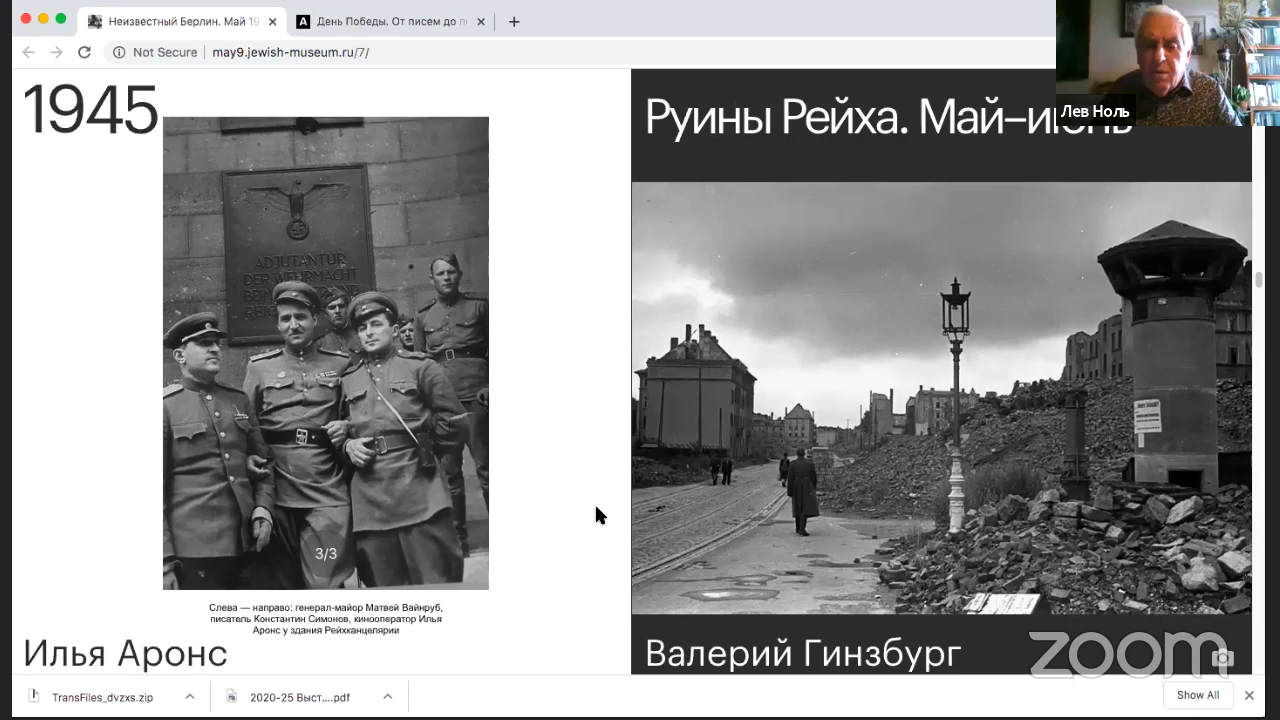 Неизвестный Берлин. Май 19
День Победы. От писем до п
Not Secure
may9.jewish-museum.ru/7/
Лев Ноль
1945
ADJUTANTUR
DER WEHRMACHT
3/3
Слева — направо: генерал-майор Матвей Вайнруб,
писатель Константин Симонов, кинооператор Илья
Аронс у здания Рейхканцелярии
Илья Аронс
Руины Рейха. Май–июнь
Валерий Гинзбург
zoom
TransFiles_dvzxs.zip
2020-25 Выст....pdf
Show All